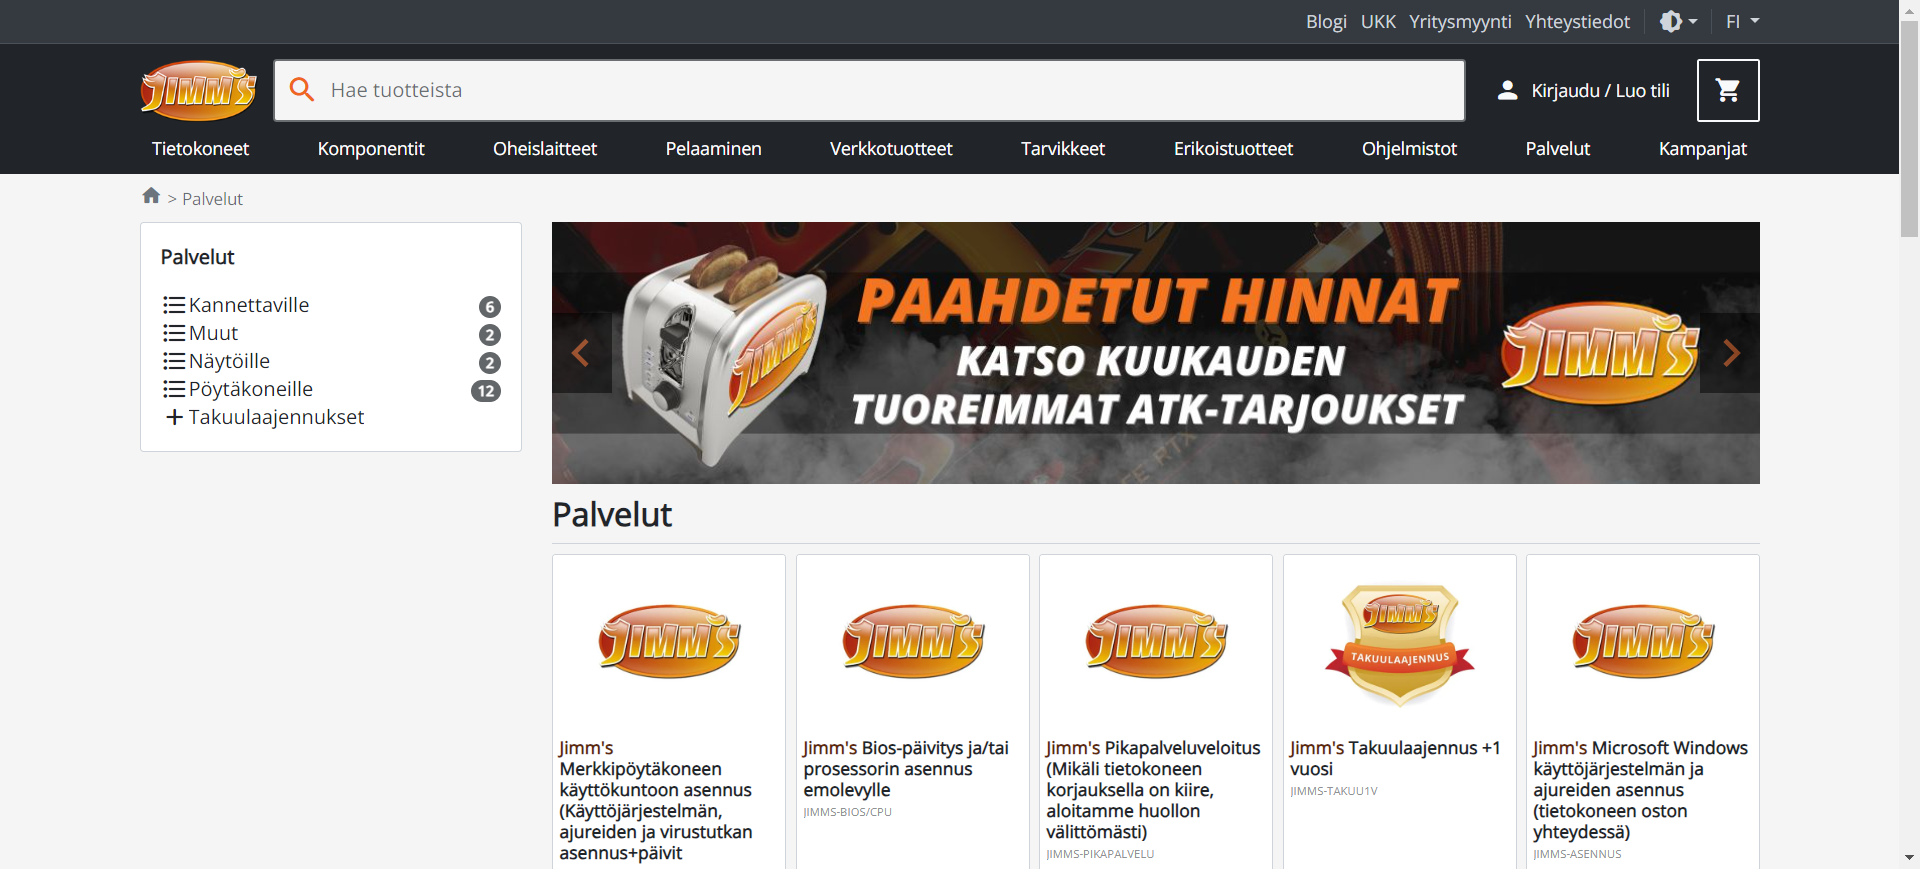 Blogi UKK Yritysmyynti Yhteystiedot FI
JIMM'S
Hae tuotteista
Kirjaudu / Luo tili
Tietokoneet Komponentit Oheislaitteet Pelaaminen Verkkotuotteet Tarvikkeet Erikoistuotteet Ohjelmistot Palvelut Kampanjat
> Palvelut
Palvelut
Kannettaville 6
Muut 2
Näytöille 2
Pöytäkoneille 12
Takuulaajennukset
JIMM'S
PAAHDETUT HINNAT
KATSO KUUKAUDEN
TUOREIMMAT ATK-TARJOUKSET
JIMM'S
Palvelut
JIMM'S
Jimm's
Merkkipöytäkoneen
käyttökuntoon asennus
(Käyttöjärjestelmän,
ajureiden ja virustutkan
asennus+päivit
JIMM'S
Jimm's Bios-päivitys ja/tai
prosessorin asennus
emolevylle
JIMMS-BIOS/CPU
JIMM'S
Jimm's Pikapalveluveloitus
(Mikäli tietokoneen
korjauksella on kiire,
aloitamme huollon
välittömästi)
JIMMS-PIKAPALVELU
JIMM'S
TAKUULAAJENNUS
Jimm's Takuulaajennus +1
vuosi
JIMMS-TAKUU1V
JIMM'S
Jimm's Microsoft Windows
käyttöjärjestelmän ja
ajureiden asennus
(tietokoneen oston
yhteydessä)
JIMMS-ASENNUS